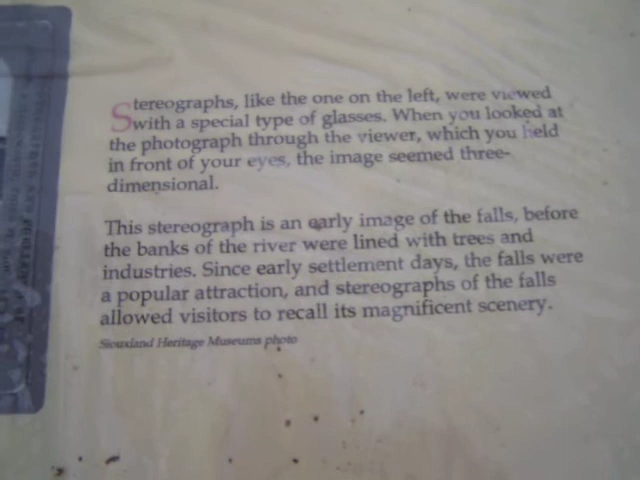 Stereographs, like the one on the left, were viewed
with a special type of glasses. When you looked at
the photograph through the viewer, which you held
in front of your eyes, the image seemed three-
dimensional.
This stereograph is an early image of the falls, before
the banks of the river were lined with trees and
industries. Since early settlement days, the falls were
a popular attraction, and stereographs of the falls
allowed visitors to recall its magnificent scenery.
Siouxland Heritage Museums photo